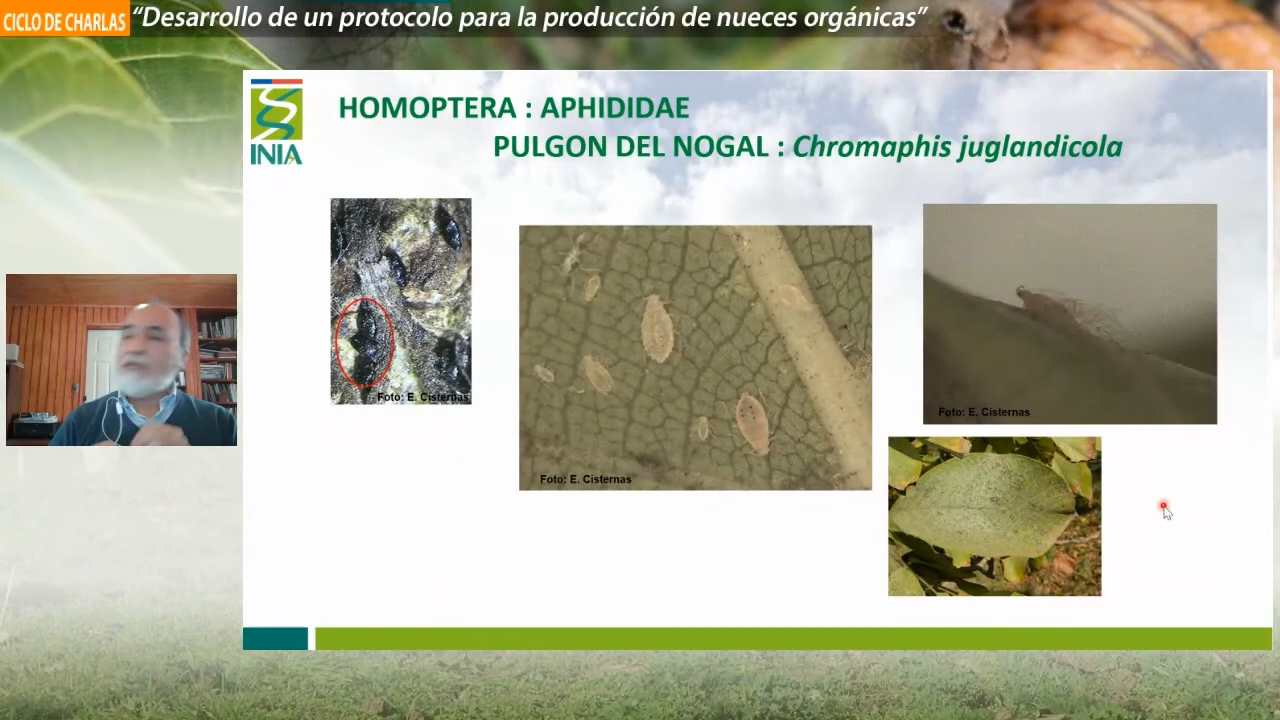 CICLO DE CHARLAS "Desarrollo de un protocolo para la producción de nueces orgánicas"
INIA
HOMOPTERA : APHIDIDAE
PULGON DEL NOGAL : Chromaphis juglandicola
Foto: E. Cisternas
Foto: E. Cisternas
Foto: E. Cisternas